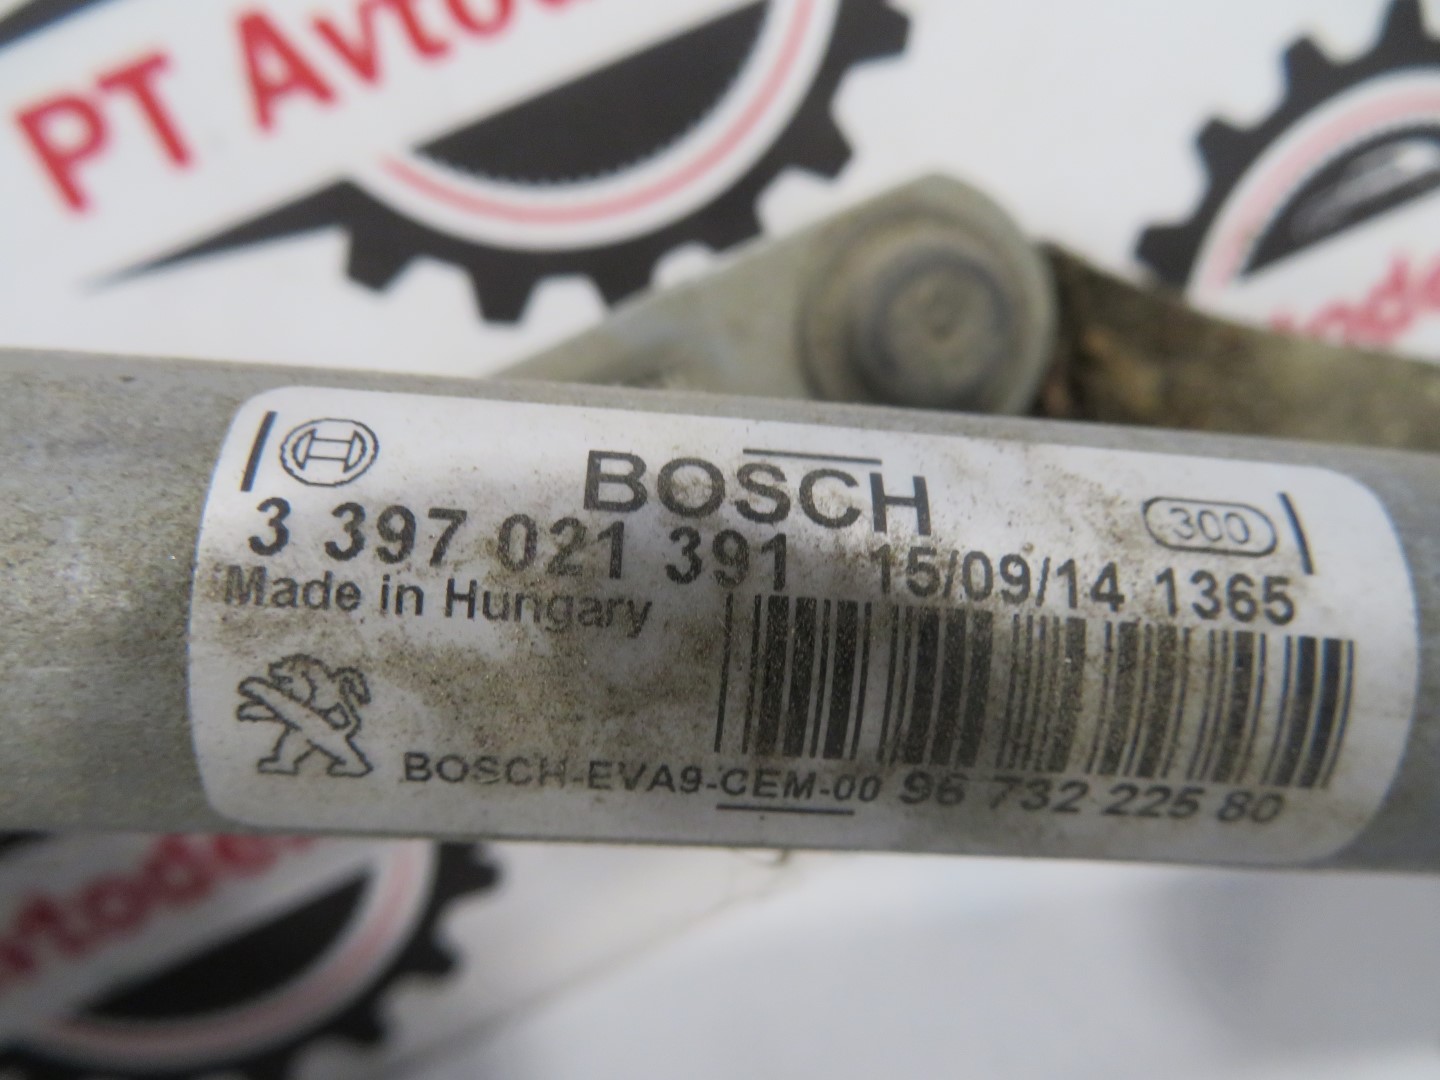 PT Avtode
BOSCH
300
3 397 021 391 15/09/14 1365
Made in Hungary
BOSCH-EVA9-CEM-00 96 732 225 80